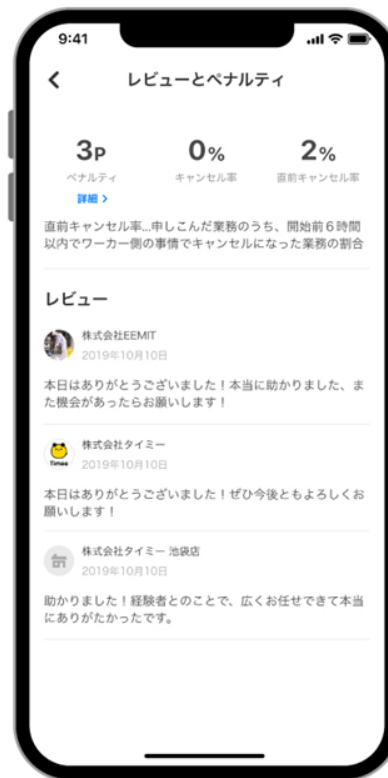 9:41
レビューとペナルティ
3P
0%
2%
ペナルティ
キャンセル率
直前キャンセル率
詳細 >
直前キャンセル率...申しこんだ業務のうち、開始前6時間
以内でワーカー側の事情でキャンセルになった業務の割合
レビュー
株式会社EEMIT
2019年10月10日
本日はありがとうございました！本当に助かりました、ま
た機会があったらお願いします！
株式会社タイミー
2019年10月10日
Timee
本日はありがとうございました！ぜひ今後ともよろしくお
願いします！
株式会社タイミー 池袋店
2019年10月10日
助かりました！経験者とのことで、広くお任せできて本当
にありがたかったです。